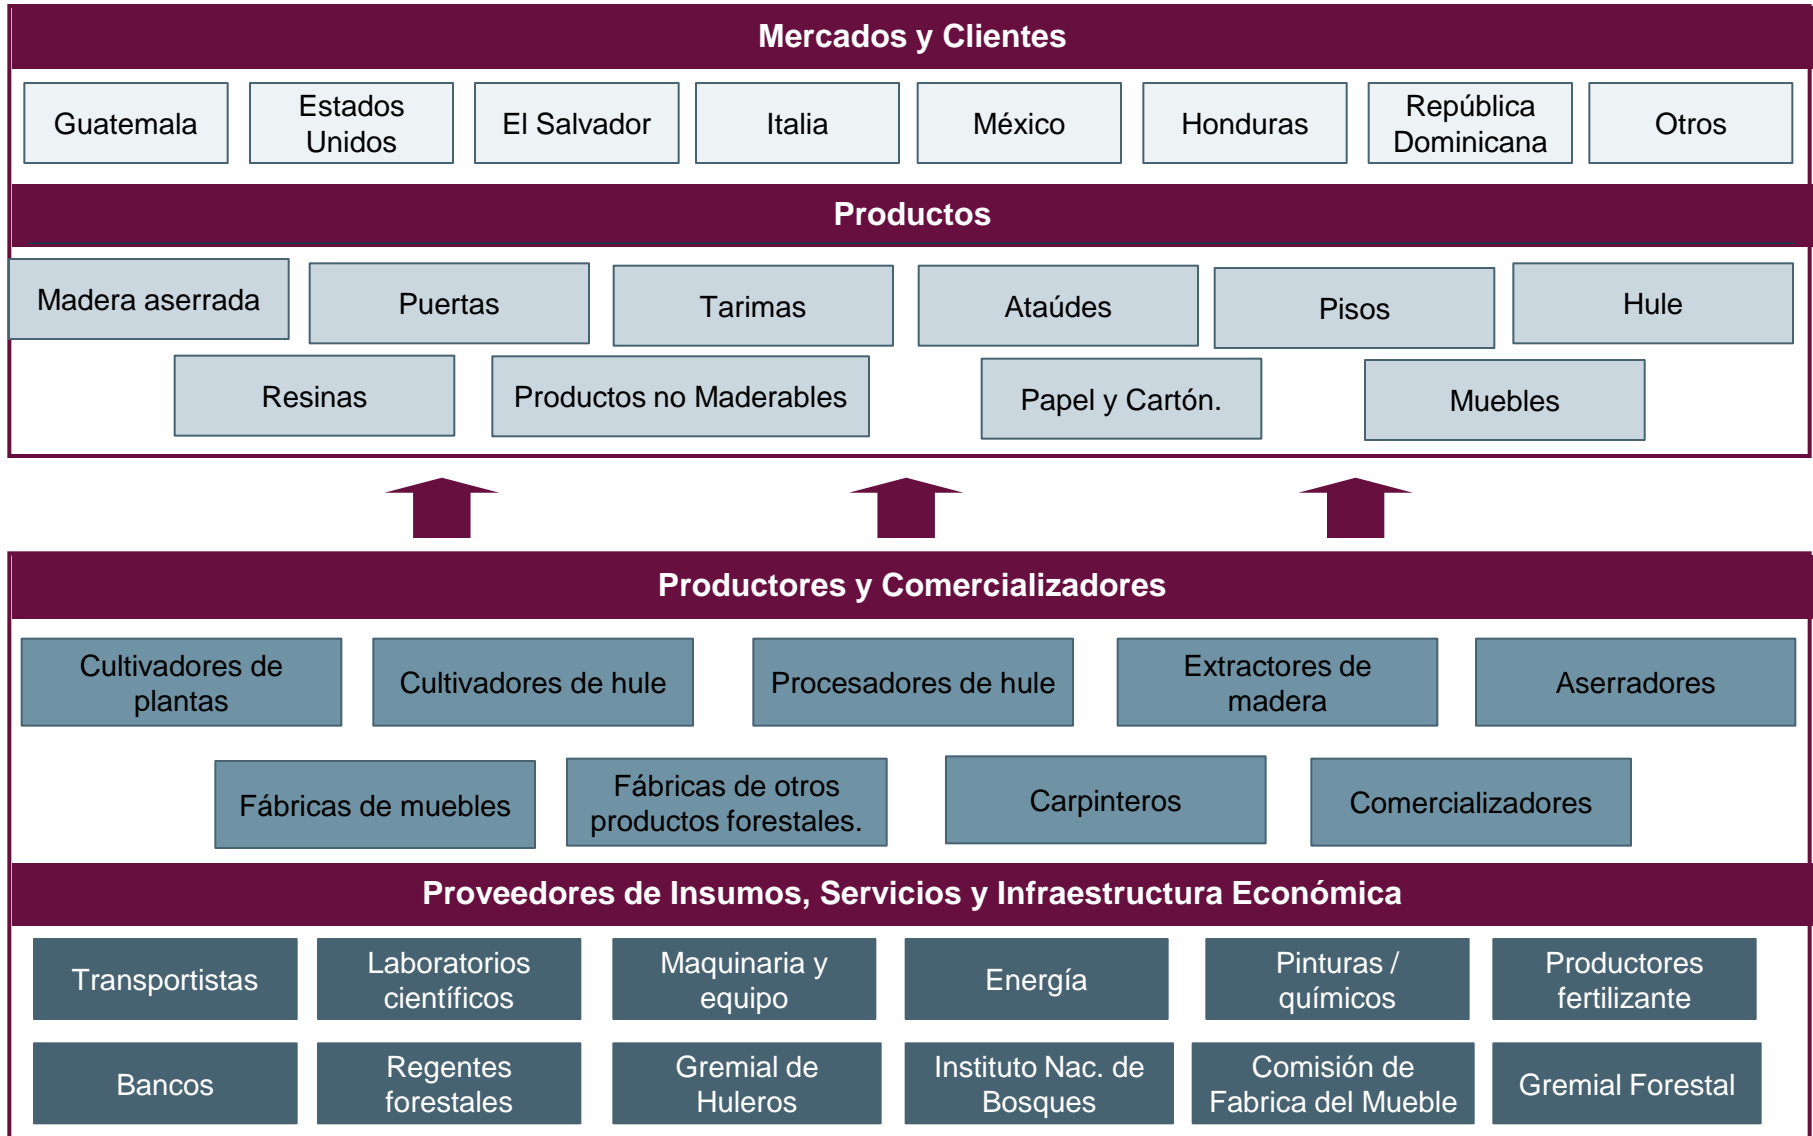 Mercados y Clientes
Guatemala
Estados
Unidos
El Salvador
Italia
México
Honduras
República
Dominicana
Otros
Productos
Madera aserrada
Puertas
Tarimas
Ataúdes
Pisos
Hule
Resinas
Productos no Maderables
Papel y Cartón.
Muebles
Productores y Comercializadores
Cultivadores de
plantas
Cultivadores de hule
Procesadores de hule
Extractores de
madera
Aserradores
Fábricas de muebles
Fábricas de otros
productos forestales.
Carpinteros
Comercializadores
Proveedores de Insumos, Servicios y Infraestructura Económica
Transportistas
Laboratorios
científicos
Maquinaria y
equipo
Energía
Pinturas /
químicos
Productores
fertilizante
Bancos
Regentes
forestales
Gremial de
Huleros
Instituto Nac. de
Bosques
Comisión de
Fabrica del Mueble
Gremial Forestal